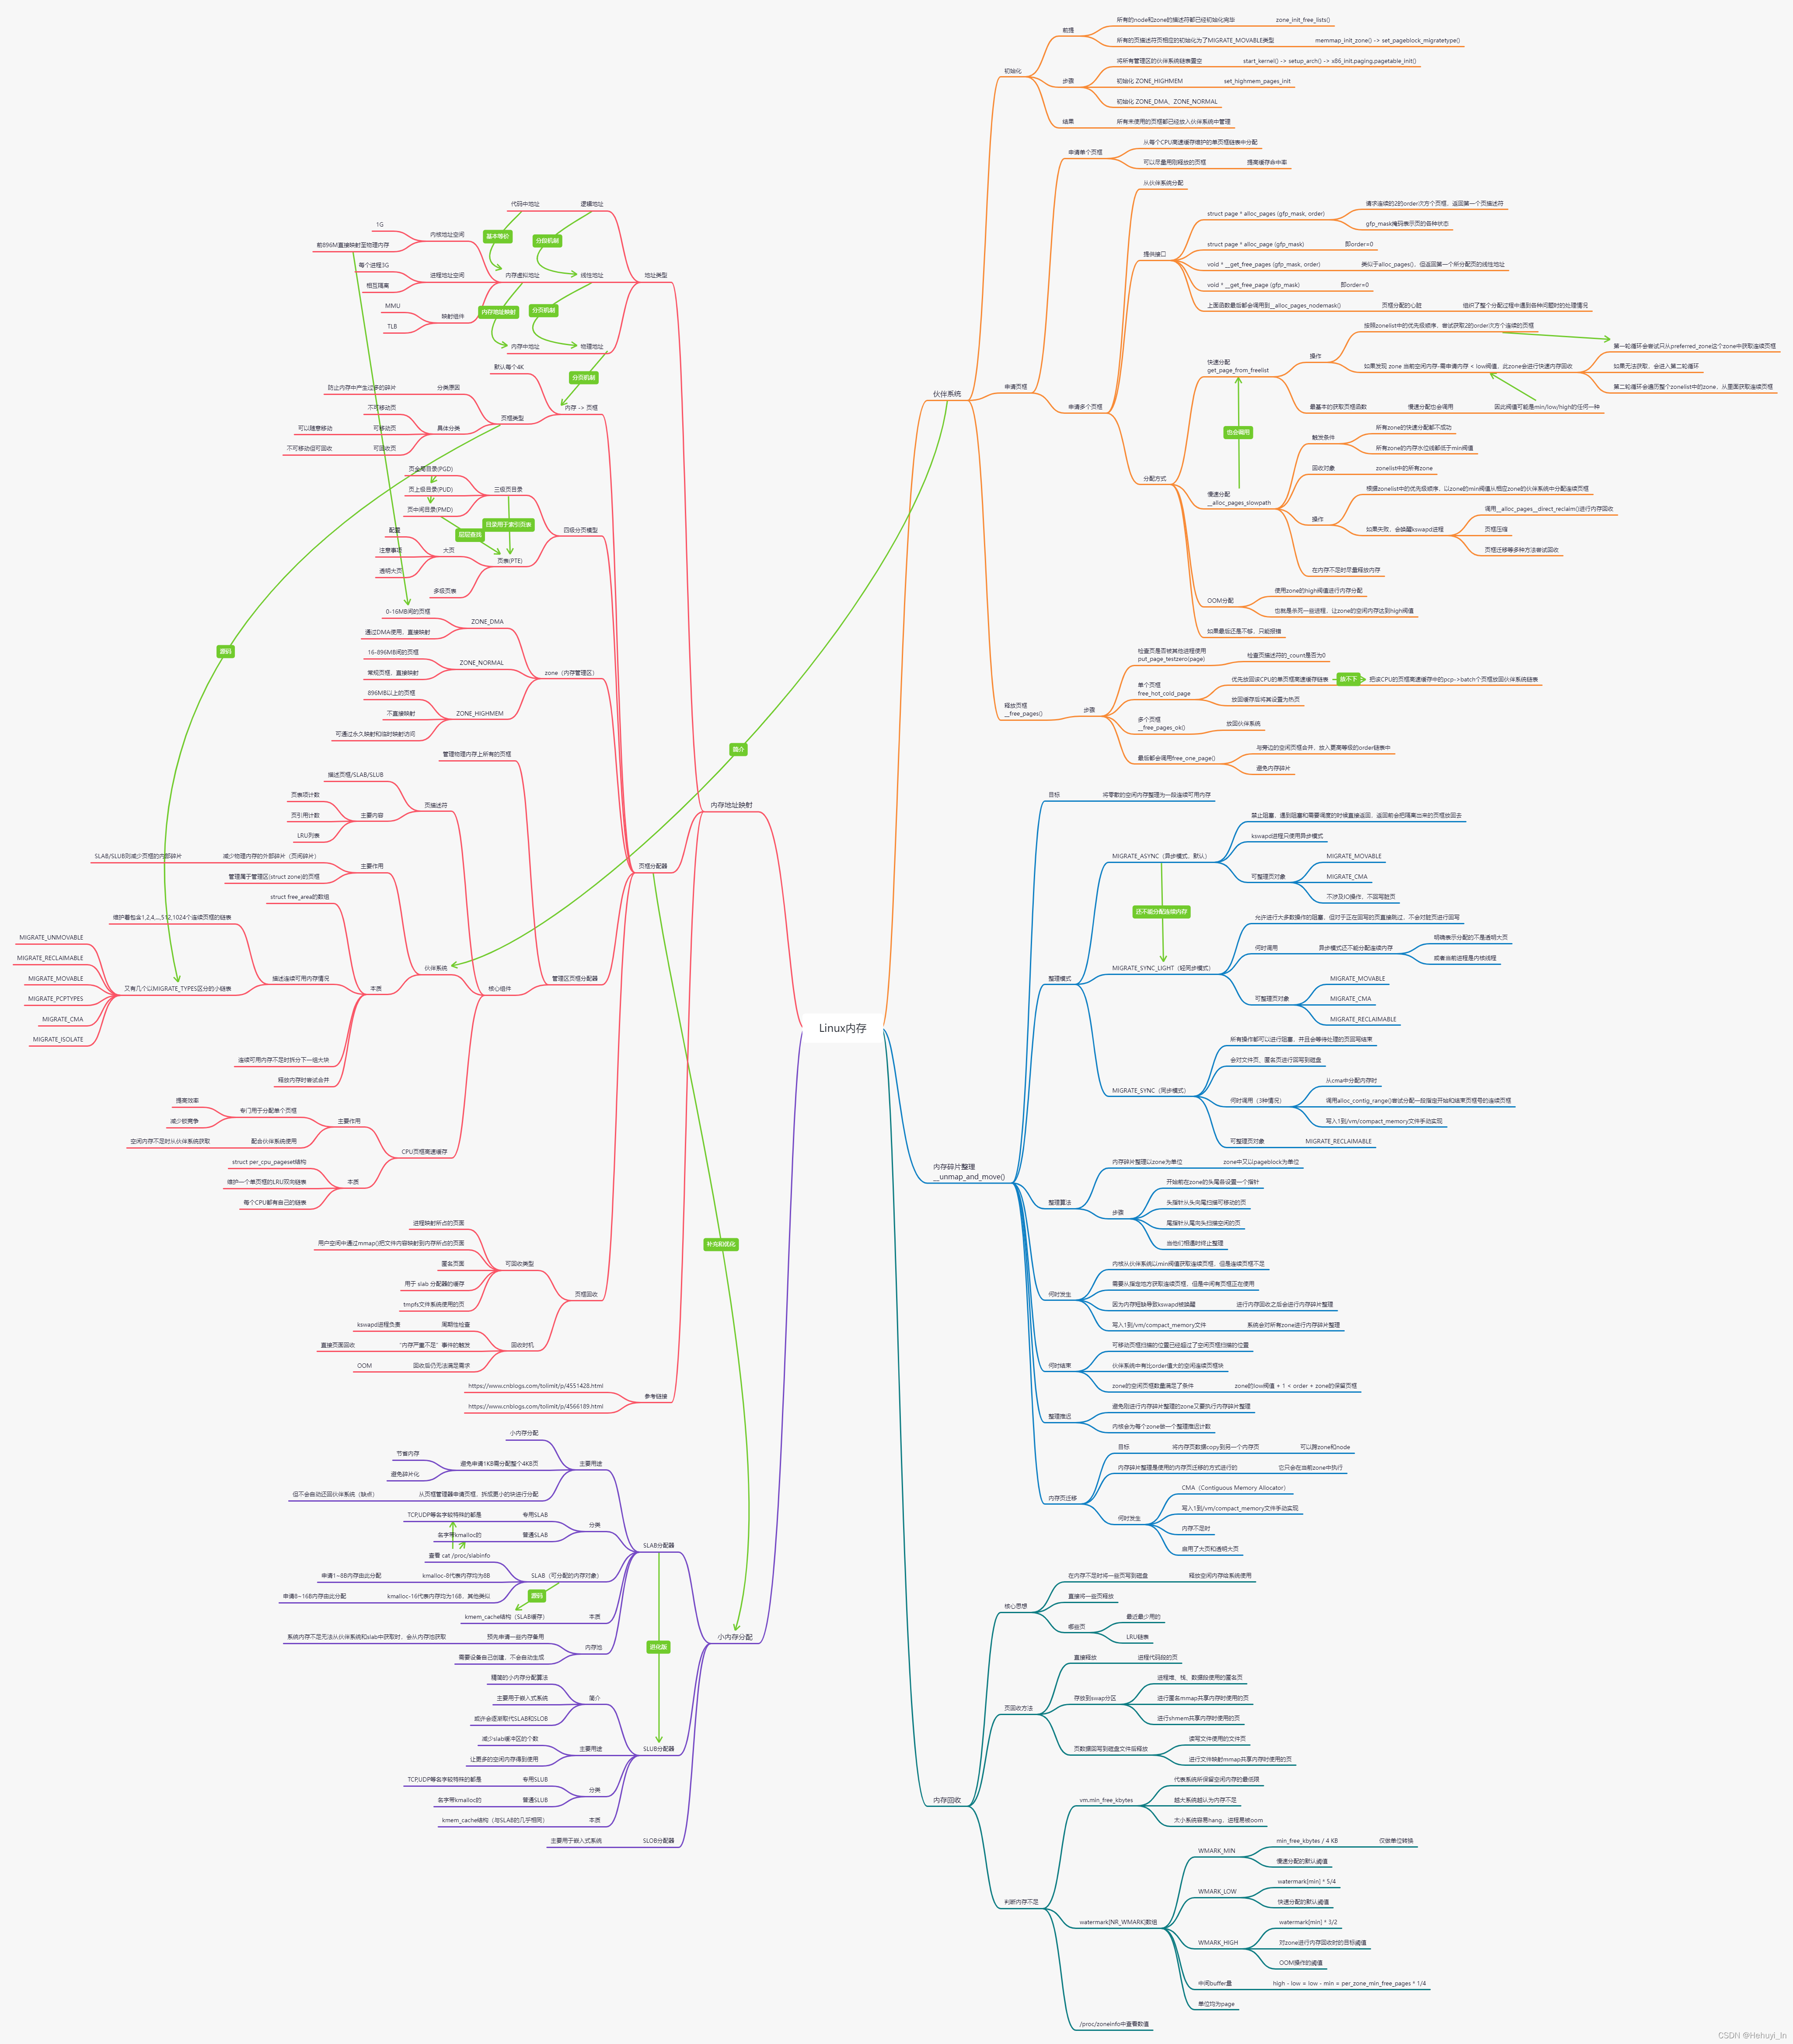 Linux内存
伙伴系统
初始化
前提
所有的node和zone的描述符都已经初始化完毕
zone_init_free_lists()
所有的页描述符页相应的初始化为了MIGRATE_MOVABLE类型
memmap_init_zone() -> set_pageblock_migratetype()
步骤
将所有管理区的伙伴系统链表置空
start_kernel() -> setup_arch() -> x86_init.paging.pagetable_init()
初始化 ZONE_HIGHMEM
set_highmem_pages_init
初始化 ZONE_DMA、ZONE_NORMAL
结果
所有未使用的页框都已经放入伙伴系统中管理
申请页框
申请单个页框
从每个CPU高速缓存维护的单页框链表中分配
可以尽量用刚释放的页框
提高缓存命中率
申请多个页框
从伙伴系统分配
提供接口
struct page * alloc_pages (gfp_mask, order)
请求连续的2的order次方个页框，返回第一个页描述符
gfp_mask掩码表示页的各种状态
struct page * alloc_page (gfp_mask)
即order=0
void * __get_free_pages (gfp_mask, order)
类似于alloc_pages()，但返回第一个所分配页的线性地址
void * __get_free_page (gfp_mask)
即order=0
上面函数最后都会调用到__alloc_pages_nodemask()
页框分配的心脏
组织了整个分配过程中遇到各种问题时的处理情况
分配方式
快速分配
get_page_from_freelist
操作
按照zonelist中的优先级顺序，尝试获取2的order次方个连续的页框
第一轮循环会尝试只从preferred_zone这个zone中获取连续页框
如果发现 zone 当前空闲内存-需申请内存 < low阀值，此zone会进行快速内存回收
如果无法获取，会进入第二轮循环
第二轮循环会遍历整个zonelist中的zone，从里面获取连续页框
最基本的获取页框函数
慢速分配也会调用
因此阀值可能是min/low/high的任何一种
也会调用
慢速分配
__alloc_pages_slowpath
触发条件
所有zone的快速分配都不成功
所有zone的内存水位线都低于min阀值
回收对象
zonelist中的所有zone
操作
根据zonelist中的优先级顺序，以zone的min阀值从相应zone的伙伴系统中分配连续页框
如果失败，会唤醒kswapd进程
调用__alloc_pages__direct_reclaim()进行内存回收
页框压缩
页框迁移等多种方法尝试回收
在内存不足时尽量释放内存
OOM分配
使用zone的high阀值进行内存分配
也就是杀死一些进程，让zone的空闲内存达到high阀值
如果最后还是不够，只能报错
释放页框
__free_pages()
步骤
检查页是否被其他进程使用
put_page_testzero(page)
检查页描述符的_count是否为0
单个页框
free_hot_cold_page
优先放回该CPU的单页框高速缓存链表
放不下
把该CPU的页框高速缓存中的pcp->batch个页框放回伙伴系统链表
放回缓存后将其设置为热页
多个页框
__free_pages_ok()
放回伙伴系统
最后都会调用free_one_page()
与旁边的空闲页框合并，放入更高等级的order链表中
避免内存碎片
内存碎片整理
__unmap_and_move()
目标
将零散的空闲内存整理为一段连续可用内存
整理模式
MIGRATE_ASYNC（异步模式，默认）
禁止阻塞，遇到阻塞和需要调度的时候直接返回，返回前会把隔离出来的页框放回去
kswapd进程只使用异步模式
可整理页对象
MIGRATE_MOVABLE
MIGRATE_CMA
不涉及IO操作，不回写脏页
还不能分配连续内存
MIGRATE_SYNC_LIGHT（轻同步模式）
允许进行大多数操作的阻塞，但对于正在回写的页直接跳过，不会对脏页进行回写
何时调用
异步模式还不能分配连续内存
明确表示分配的不是透明大页
或者当前进程是内核线程
可整理页对象
MIGRATE_MOVABLE
MIGRATE_CMA
MIGRATE_RECLAIMABLE
MIGRATE_SYNC（同步模式）
所有操作都可以进行阻塞，并且会等待处理的页回写结束
会对文件页，匿名页进行回写到磁盘
何时调用（3种情况）
从cma中分配内存时
调用alloc_contig_range()尝试分配一段指定开始和结束页框号的连续页框
写入1到/vm/compact_memory文件手动实现
可整理页对象
MIGRATE_RECLAIMABLE
整理算法
内存碎片整理以zone为单位
zone中又以pageblock为单位
步骤
开始前在zone的头尾各设置一个指针
头指针从头向尾扫描可移动的页
尾指针从尾向头扫描空闲的页
当他们相遇时终止整理
何时发生
内核从伙伴系统以min阀值获取连续页框，但是连续页框不足
需要从指定地方获取连续页框，但是中间有页框正在使用
因为内存短缺导致kswapd被唤醒
进行内存回收之后会进行内存碎片整理
写入1到/vm/compact_memory文件
系统会对所有zone进行内存碎片整理
何时结束
可移动页框扫描的位置已经超过了空闲页框扫描的位置
伙伴系统中有比order值大的空闲连续页框块
zone的空闲页框数量满足了条件
zone的low阀值 + 1 < order + zone的保留页框
整理推迟
避免刚进行内存碎片整理的zone又要执行内存碎片整理
内核会为每个zone做一个整理推迟计数
内存页迁移
目标
将内存页数据copy到另一个内存页
可以跨zone和node
内存碎片整理是使用的内存页迁移的方式进行的
它只会在当前zone中执行
何时发生
CMA（Contiguous Memory Allocator）
写入1到/vm/compact_memory文件手动实现
内存不足时
启用了大页和透明大页
内存回收
核心思想
在内存不足时将一些页写到磁盘
释放空闲内存给系统使用
直接将一些页释放
哪些页
最近最少用的
LRU链表
页回收方法
直接释放
进程代码段的页
存放到swap分区
进程堆、栈、数据段使用的匿名页
进行匿名mmap共享内存时使用的页
进行shmem共享内存时使用的页
页数据回写到磁盘文件后释放
读写文件使用的文件页
进行文件映射mmap共享内存时使用的页
判断内存不足
vm.min_free_kbytes
代表系统所保留空闲内存的最低限
越大系统越认为内存不足
太小系统容易hang，进程易被oom
watermark[NR_WMARK]数组
WMARK_MIN
min_free_kbytes / 4 KB
仅做单位转换
慢速分配的默认阈值
WMARK_LOW
watermark[min] * 5/4
快速分配的默认阈值
WMARK_HIGH
watermark[min] * 3/2
对zone进行内存回收时的目标阈值
OOM操作的阈值
中间buffer量
high - low = low - min = per_zone_min_free_pages * 1/4
单位均为page
/proc/zoneinfo中查看数值
内存地址映射
地址类型
逻辑地址
代码中地址
基本等价
分段机制
线性地址
内存虚拟地址
内核地址空间
1G
前896M直接映射至物理内存
进程地址空间
每个进程3G
相互隔离
映射组件
MMU
TLB
内存地址映射
分页机制
物理地址
内存中地址
分页机制
页框分配器
内存 -> 页框
默认每个4K
页框类型
分类原因
防止内存中产生过多的碎片
具体分类
不可移动页
可移动页
可以随意移动
可回收页
不可移动但可回收
四级分页模型
三级页目录
页全局目录(PGD)
页上级目录(PUD)
页中间目录(PMD)
目录用于索引页表
层层查找
页表(PTE)
大页
配置
注意事项
透明大页
多级页表
zone（内存管理区）
ZONE_DMA
0-16MB间的页框
通过DMA使用，直接映射
ZONE_NORMAL
16-896MB间的页框
常规页框，直接映射
ZONE_HIGHMEM
896MB以上的页框
不直接映射
可通过永久映射和临时映射访问
源码
简介
管理区页框分配器
管理物理内存上所有的页框
核心组件
页描述符
描述页框/SLAB/SLUB
主要内容
页表项计数
页引用计数
LRU列表
伙伴系统
主要作用
减少物理内存的外部碎片（页间碎片）
SLAB/SLUB则减少页框的内部碎片
管理属于管理区(struct zone)的页框
本质
struct free_area的数组
描述连续可用内存情况
维护着包含1,2,4,...,512,1024个连续页框的链表
又有几个以MIGRATE_TYPES区分的小链表
MIGRATE_UNMOVABLE
MIGRATE_RECLAIMABLE
MIGRATE_MOVABLE
MIGRATE_PCPTYPES
MIGRATE_CMA
MIGRATE_ISOLATE
连续可用内存不足时拆分下一组大块
释放内存时尝试合并
CPU页框高速缓存
主要作用
专门用于分配单个页框
提高效率
减少锁竞争
配合伙伴系统使用
空闲内存不足时从伙伴系统获取
本质
struct per_cpu_pageset结构
维护一个单页框的LRU双向链表
每个CPU都有自己的链表
页框回收
可回收类型
进程映射所占的页面
用户空间中通过mmap()把文件内容映射到内存所占的页面
匿名页面
用于 slab 分配器的缓存
tmpfs文件系统使用的页
回收时机
周期性检查
kswapd进程负责
“内存严重不足”事件的触发
直接页面回收
回收后仍无法满足需求
OOM
补充和优化
参考链接
https://www.cnblogs.com/tolimit/p/4551428.html
https://www.cnblogs.com/tolimit/p/4566189.html
小内存分配
SLAB分配器
主要用途
小内存分配
避免申请1KB需分配整个4KB页
节省内存
避免碎片化
从页框管理器申请页框，拆成更小的块进行分配
但不会自动还回伙伴系统（缺点）
分类
专用SLAB
TCP,UDP等名字较特殊的都是
普通SLAB
名字带kmalloc的
SLAB（可分配的内存对象）
查看 cat /proc/slabinfo
kmalloc-8代表内存均为8B
申请1~8B内存由此分配
kmalloc-16代表内存均为16B，其他类似
申请8~16B内存由此分配
源码
本质
kmem_cache结构（SLAB缓存）
内存池
预先申请一些内存备用
系统内存不足无法从伙伴系统和slab中获取时，会从内存池获取
需要设备自己创建，不会自动生成
进化版
SLUB分配器
简介
精简的小内存分配算法
主要用于嵌入式系统
或许会逐渐取代SLAB和SLOB
主要用途
减少slab缓冲区的个数
让更多的空闲内存得到使用
分类
专用SLUB
TCP,UDP等名字较特殊的都是
普通SLUB
名字带kmalloc的
本质
kmem_cache结构（与SLAB的几乎相同）
SLOB分配器
主要用于嵌入式系统
CSDN @Hehuyi_In